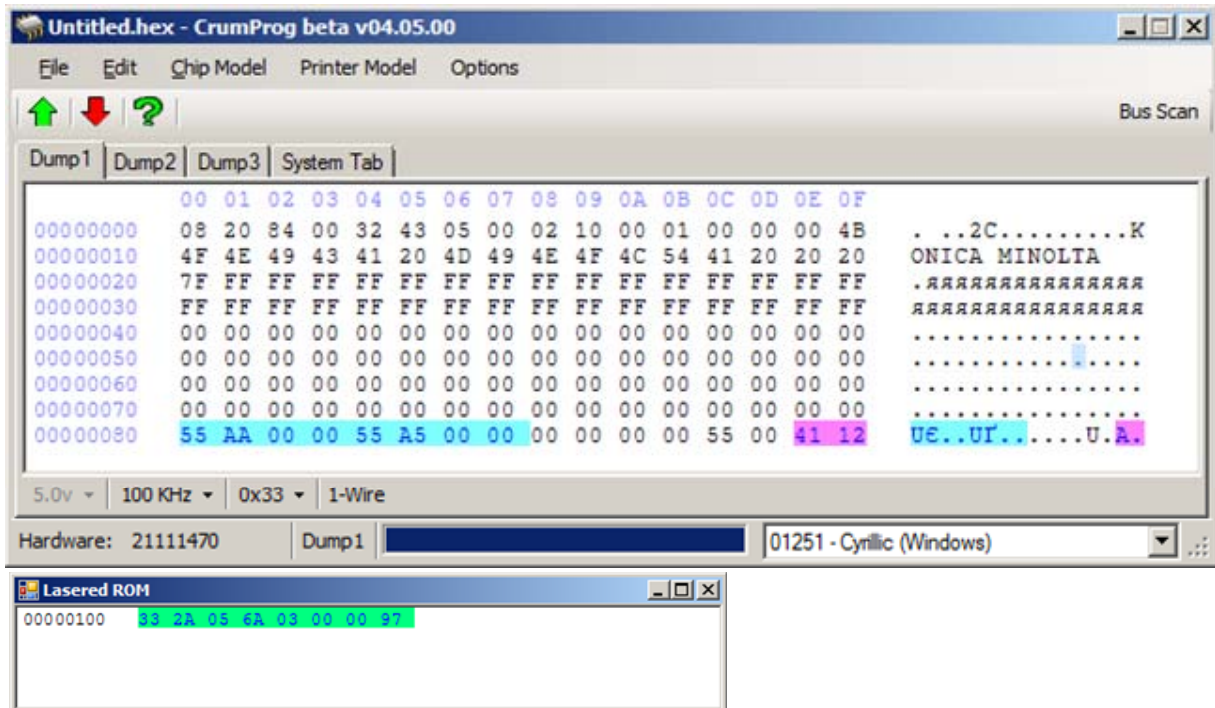 Untitled.hex - CrumProg beta v04.05.00
File Edit Chip Model Printer Model Options
Bus Scan
Dump1 Dump2 Dump3 System Tab
00 01 02 03 04 05 06 07 08 09 0A 0B 0C 0D 0E 0F
00000000 08 20 84 00 32 43 05 00 02 10 00 01 00 00 00 4B . ..2C.........K
00000010 4F 4E 49 43 41 20 4D 49 4E 4F 4C 54 41 20 20 20 ONICA MINOLTA
00000020 7F FF FF FF FF FF FF FF FF FF FF FF FF FF FF FF .яяяяяяяяяяяяяяя
00000030 FF FF FF FF FF FF FF FF FF FF FF FF FF FF FF FF яяяяяяяяяяяяяяяя
00000040 00 00 00 00 00 00 00 00 00 00 00 00 00 00 00 00 ................
00000050 00 00 00 00 00 00 00 00 00 00 00 00 00 00 00 00 ................
00000060 00 00 00 00 00 00 00 00 00 00 00 00 00 00 00 00 ................
00000070 00 00 00 00 00 00 00 00 00 00 00 00 00 00 00 00 ................
00000080 55 AA 00 00 55 A5 00 00 00 00 00 00 55 00 41 12 UЄ..UҐ......U.A.
5.0v 100 KHz 0x33 1-Wire
Hardware: 21111470 Dump1 01251 - Cyrillic (Windows)
Lasered ROM
00000100 33 2A 05 6A 03 00 00 97